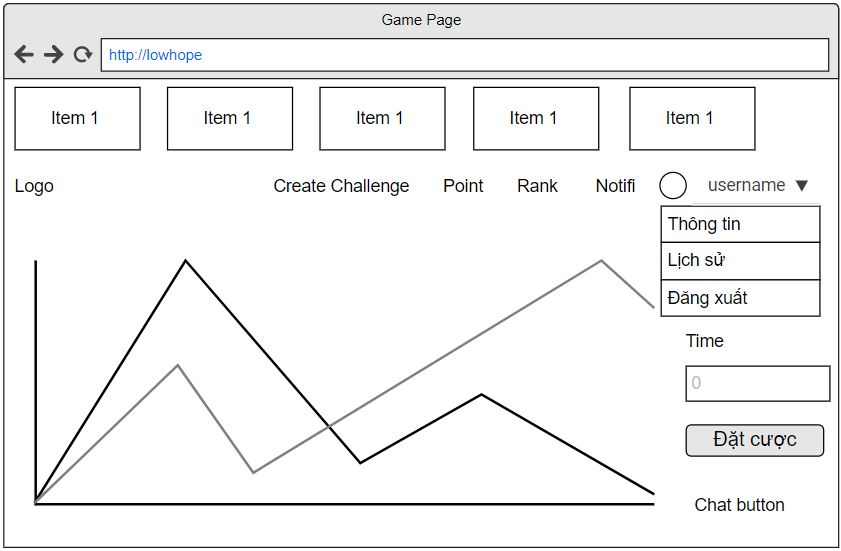 Game Page
http://lowhope
Item 1
Item 1
Item 1
Item 1
Item 1
Logo
Create Challenge
Point
Rank
Notifi
username
Thông tin
Lịch sử
Đăng xuất
Time
0
Đặt cược
Chat button